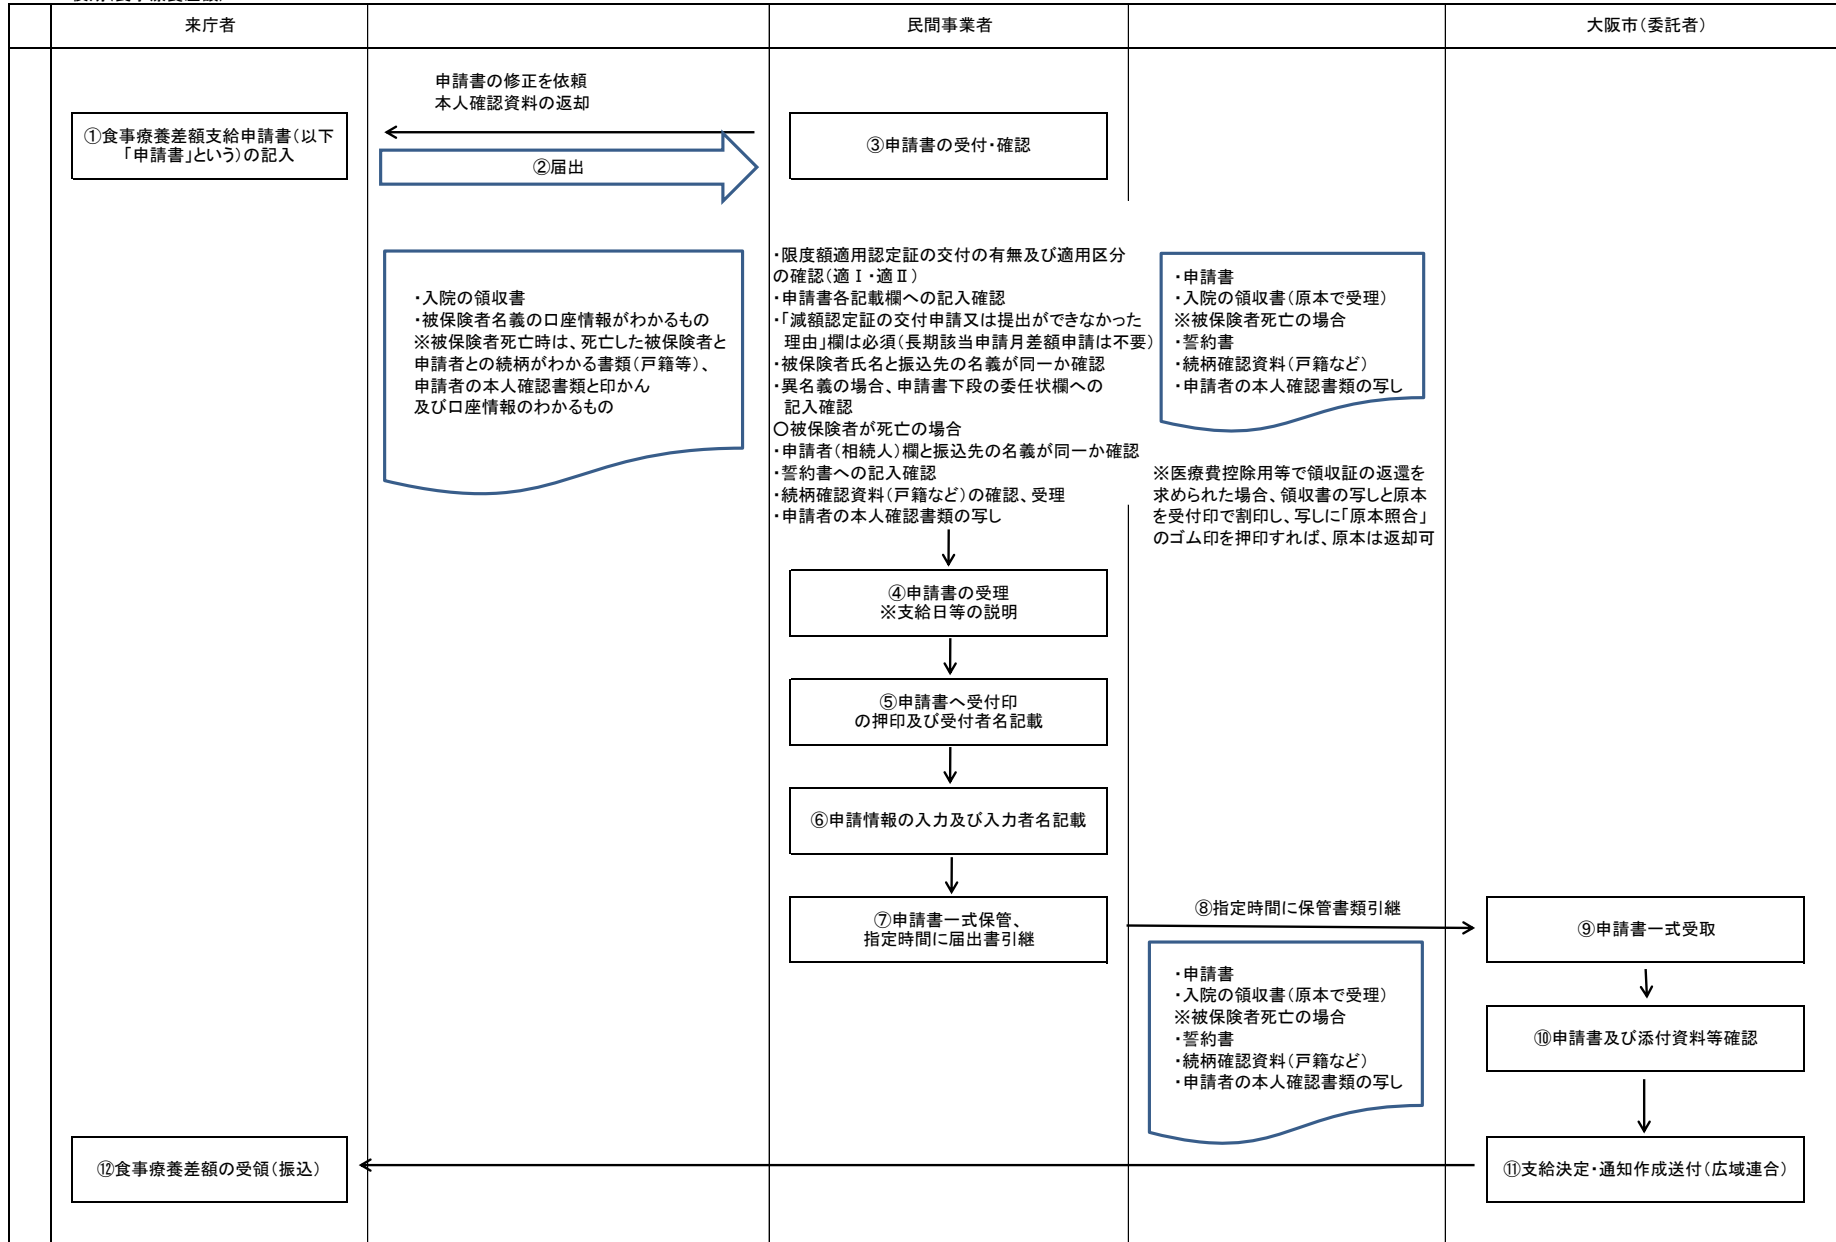 来庁者
民間事業者
大阪市(委託者)
申請書の修正を依頼
本人確認資料の返却
①食事療養差額支給申請書(以下
「申請書」という)の記入
②届出
③申請書の受付・確認
・入院の領収書
・被保険者名義の口座情報がわかるもの
※被保険者死亡時は、死亡した被保険者と
申請者との続柄がわかる書類(戸籍等)、
申請者の本人確認書類と印かん
及び口座情報のわかるもの
・限度額適用認定証の交付の有無及び適用区分
の確認(適Ⅰ・適Ⅱ)
・申請書各記載欄への記入確認
・「減額認定証の交付申請又は提出ができなかった
理由」欄は必須(長期該当申請月差額申請は不要)
・被保険者氏名と振込先の名義が同一か確認
・異名義の場合、申請書下段の委任状欄への
記入確認
〇被保険者が死亡の場合
・申請者(相続人)欄と振込先の名義が同一か確認
・誓約書への記入確認
・続柄確認資料(戸籍など)の確認、受理
・申請者の本人確認書類の写し
・申請書
・入院の領収書(原本で受理)
※被保険者死亡の場合
・誓約書
・続柄確認資料(戸籍など)
・申請者の本人確認書類の写し
※医療費控除用等で領収証の返還を
求められた場合、領収書の写しと原本
を受付印で割印し、写しに「原本照合」
のゴム印を押印すれば、原本は返却可
④申請書の受理
※支給日等の説明
⑤申請書へ受付印
の押印及び受付者名記載
⑥申請情報の入力及び入力者名記載
⑦申請書一式保管、
指定時間に届出書引継
⑧指定時間に保管書類引継
⑨申請書一式受取
・申請書
・入院の領収書(原本で受理)
※被保険者死亡の場合
・誓約書
・続柄確認資料(戸籍など)
・申請者の本人確認書類の写し
⑩申請書及び添付資料等確認
⑪支給決定・通知作成送付(広域連合)
⑫食事療養差額の受領(振込)